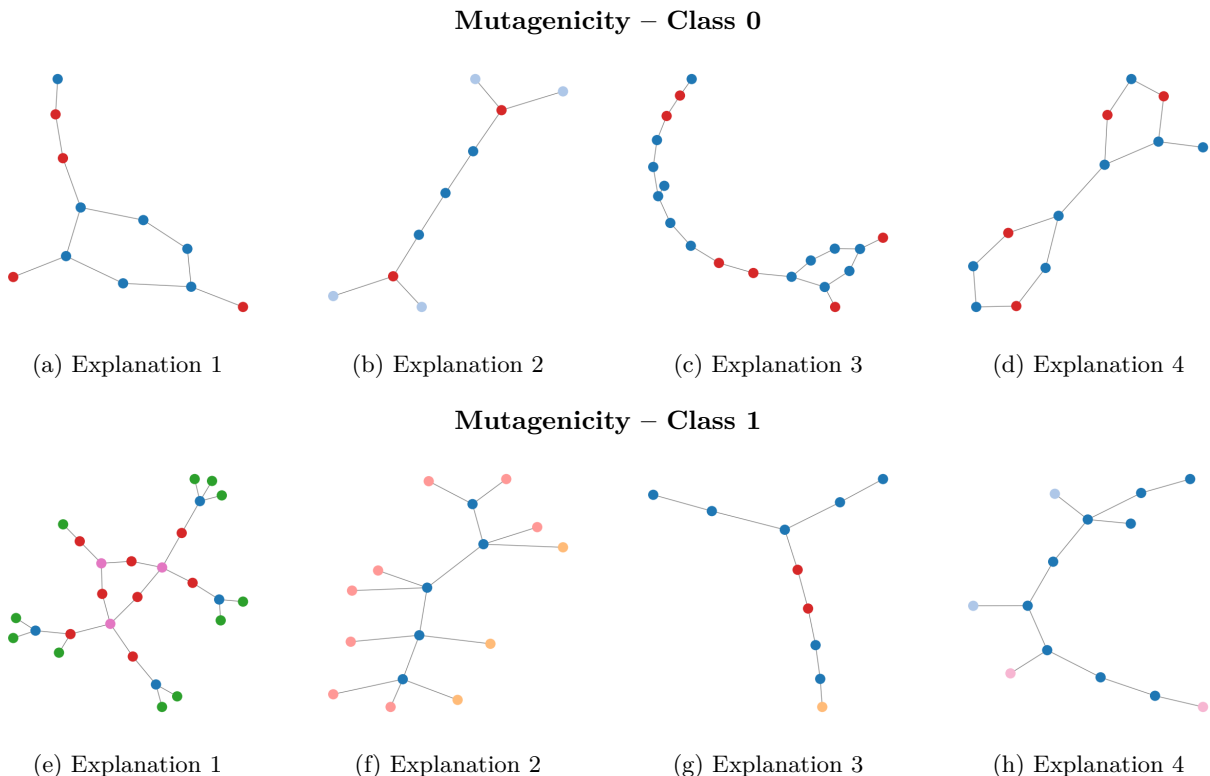 Mutagenicity – Class 0
(a) Explanation 1
(b) Explanation 2
(c) Explanation 3
(d) Explanation 4
Mutagenicity – Class 1
(e) Explanation 1
(f) Explanation 2
(g) Explanation 3
(h) Explanation 4